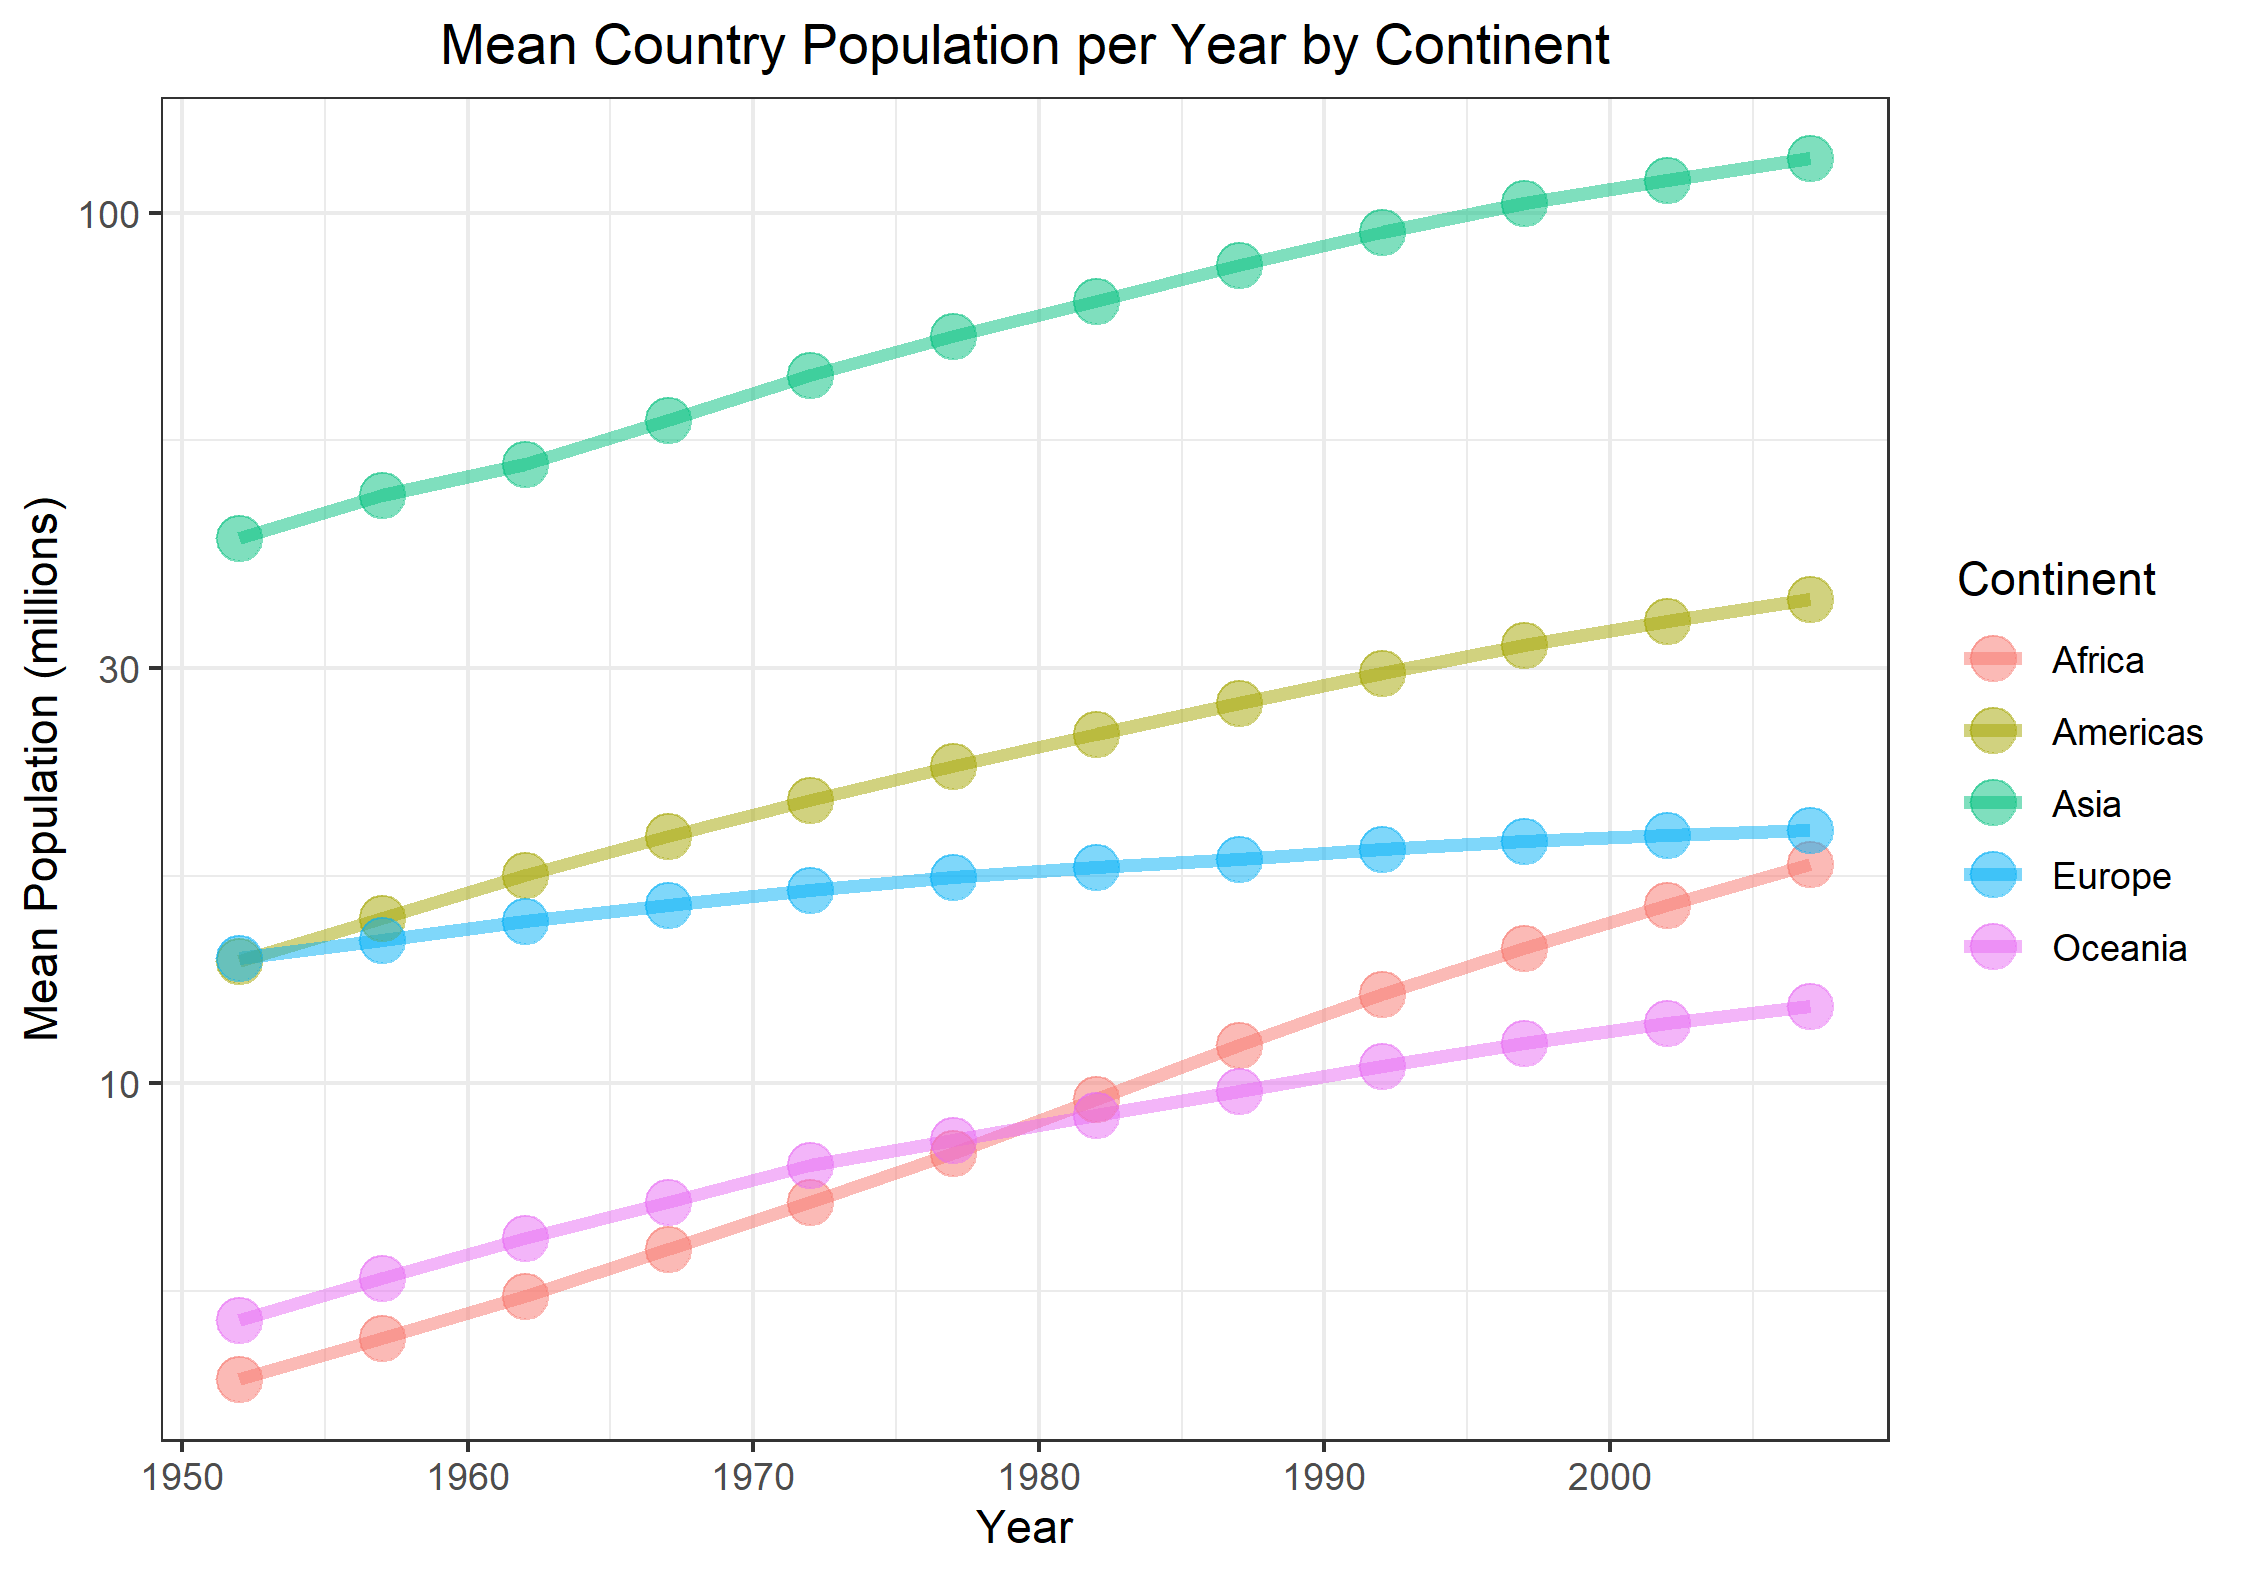 Mean Country Population per Year by Continent
Mean Population (millions)
100
30
10
1950
1960
1970
1980
1990
2000
Year
Continent
Africa
Americas
Asia
Europe
Oceania